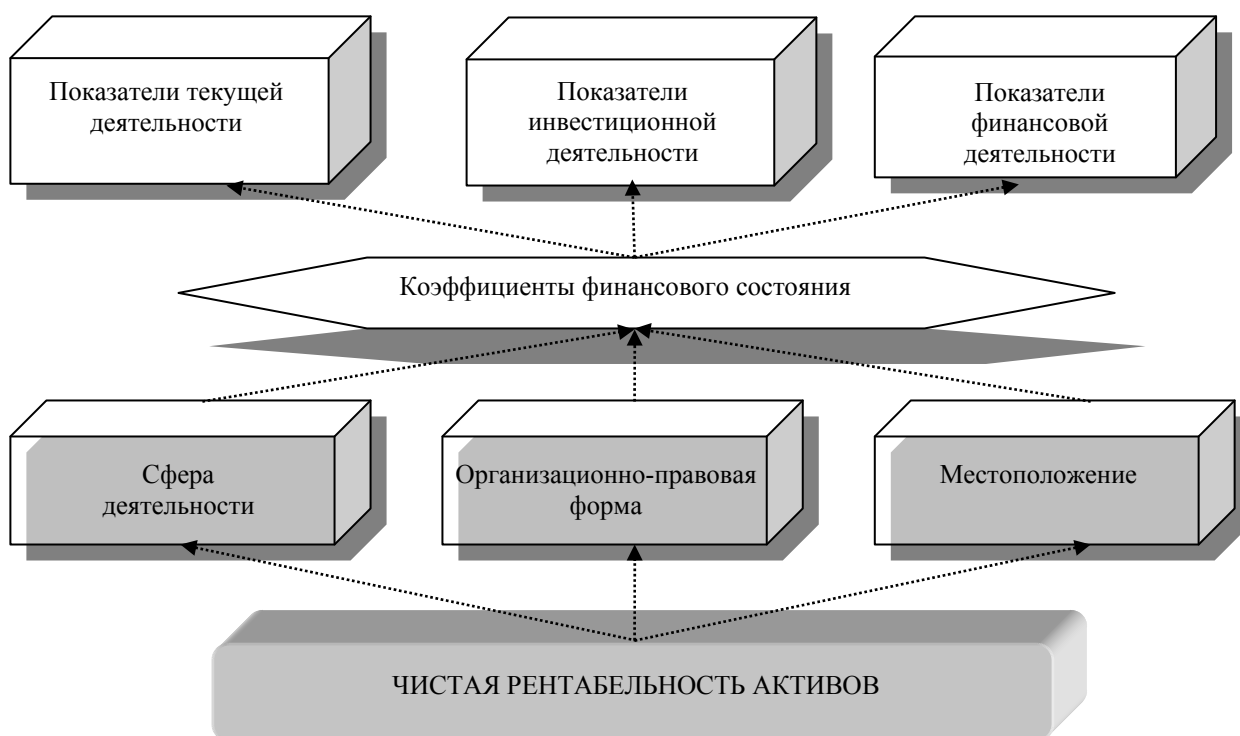 Показатели текущей
деятельности
Показатели
инвестиционной
деятельности
Показатели
финансовой
деятельности
Коэффициенты финансового состояния
Сфера
деятельности
Организационно-правовая
форма
Местоположение
ЧИСТАЯ РЕНТАБЕЛЬНОСТЬ АКТИВОВ